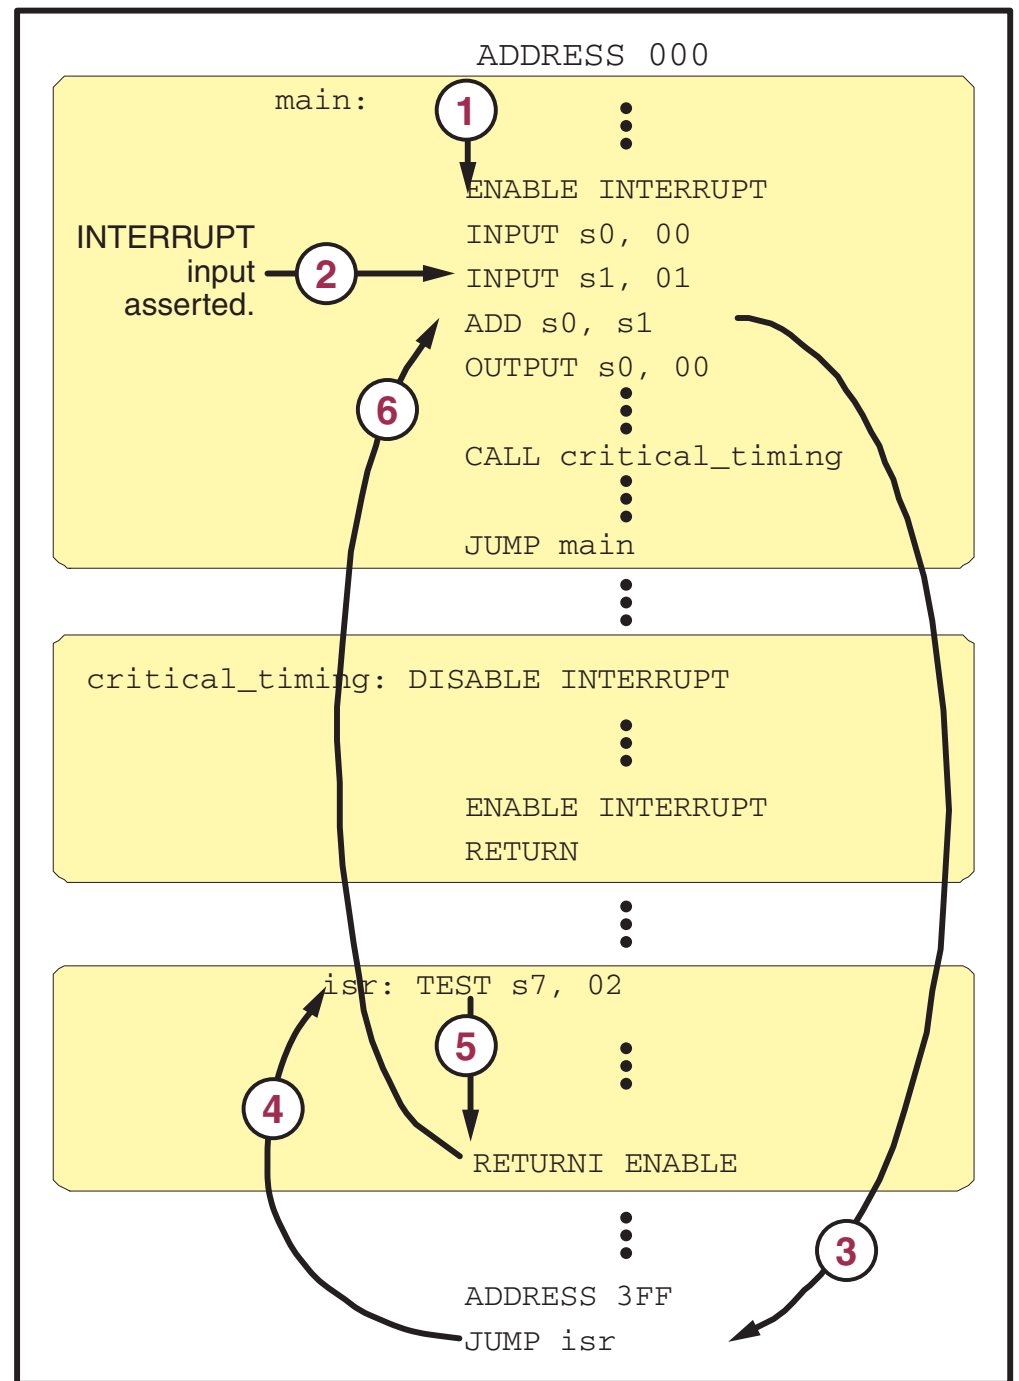 ADDRESS 000
main:
1
ENABLE INTERRUPT
INPUT s0, 00
INTERRUPT
input
asserted.
2
INPUT s1, 01
ADD s0, s1
OUTPUT s0, 00
6
CALL critical_timing
JUMP main
critical_timing: DISABLE INTERRUPT
ENABLE INTERRUPT
RETURN
isr: TEST s7, 02
5
4
RETURNI ENABLE
3
ADDRESS 3FF
JUMP isr